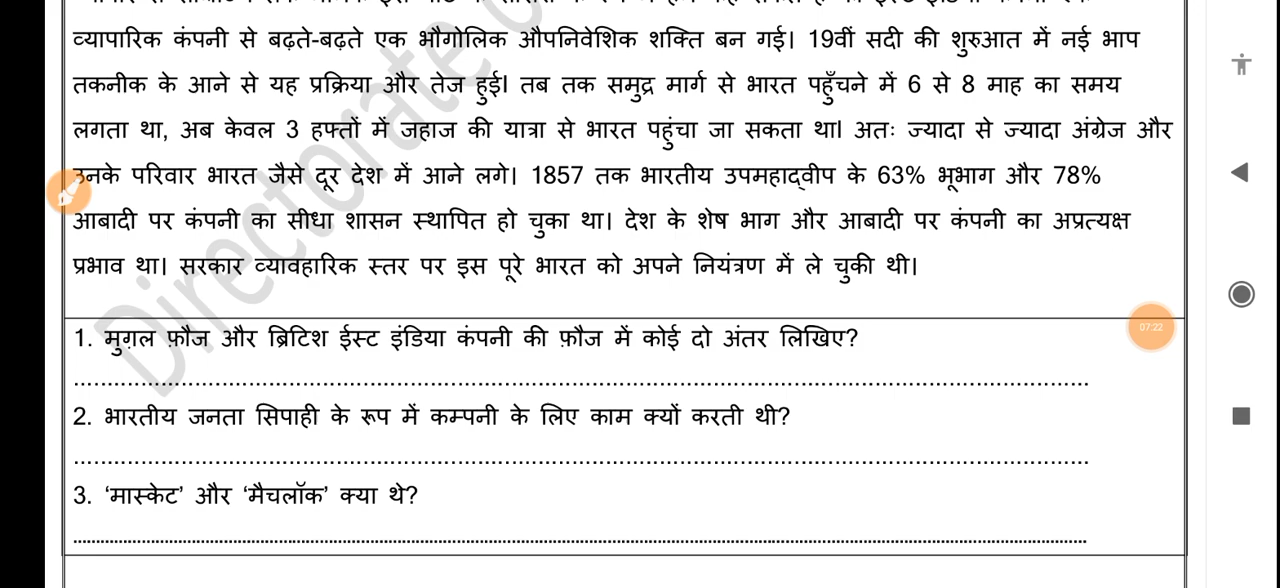 व्यापारिक कंपनी से बढ़ते-बढ़ते एक भौगोलिक औपनिवेशिक शक्ति बन गई। 19वीं सदी की शुरुआत में नई भाप
तकनीक के आने से यह प्रक्रिया और तेज हुई। तब तक समुद्र मार्ग से भारत पहुँचने में 6 से 8 माह का समय
लगता था, अब केवल 3 हफ्तों में जहाज की यात्रा से भारत पहुंचा जा सकता था। अतः ज्यादा से ज्यादा अंग्रेज और
उनके परिवार भारत जैसे दूर देश में आने लगे। 1857 तक भारतीय उपमहाद्वीप के 63% भूभाग और 78%
आबादी पर कंपनी का सीधा शासन स्थापित हो चुका था। देश के शेष भाग और आबादी पर कंपनी का अप्रत्यक्ष
प्रभाव था। सरकार व्यावहारिक स्तर पर इस पूरे भारत को अपने नियंत्रण में ले चुकी थी।
Directorate o
1. मुग़ल फ़ौज और ब्रिटिश ईस्ट इंडिया कंपनी की फ़ौज में कोई दो अंतर लिखिए?
07:22
2. भारतीय जनता सिपाही के रूप में कम्पनी के लिए काम क्यों करती थी?
3. ‘मास्केट’ और ‘मैचलॉक’ क्या थे?